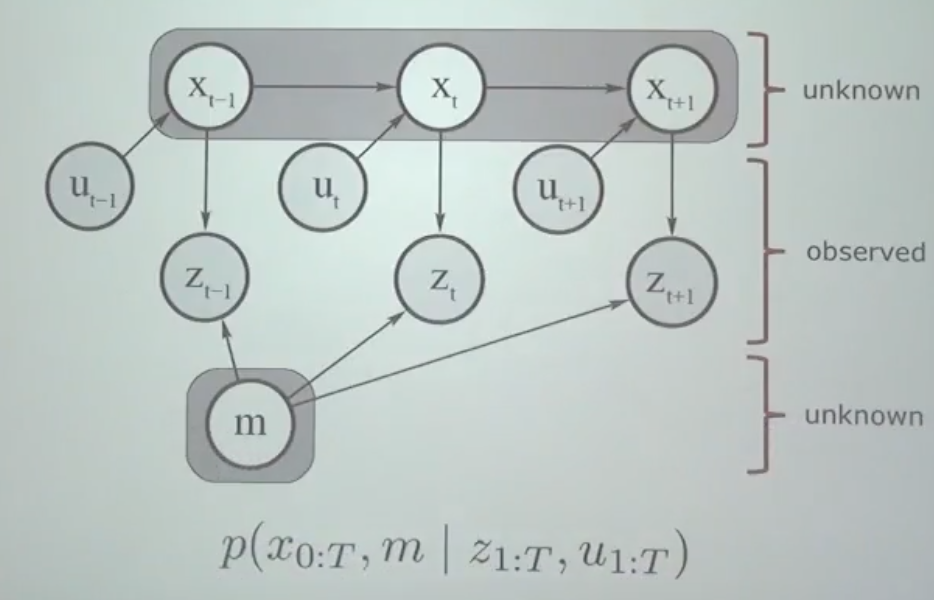 x_{t-1} x_t x_{t+1} unknown
u_{t-1} u_t u_{t+1}
z_{t-1} z_t z_{t+1} observed
m unknown
p(x_{0:T}, m | z_{1:T}, u_{1:T})